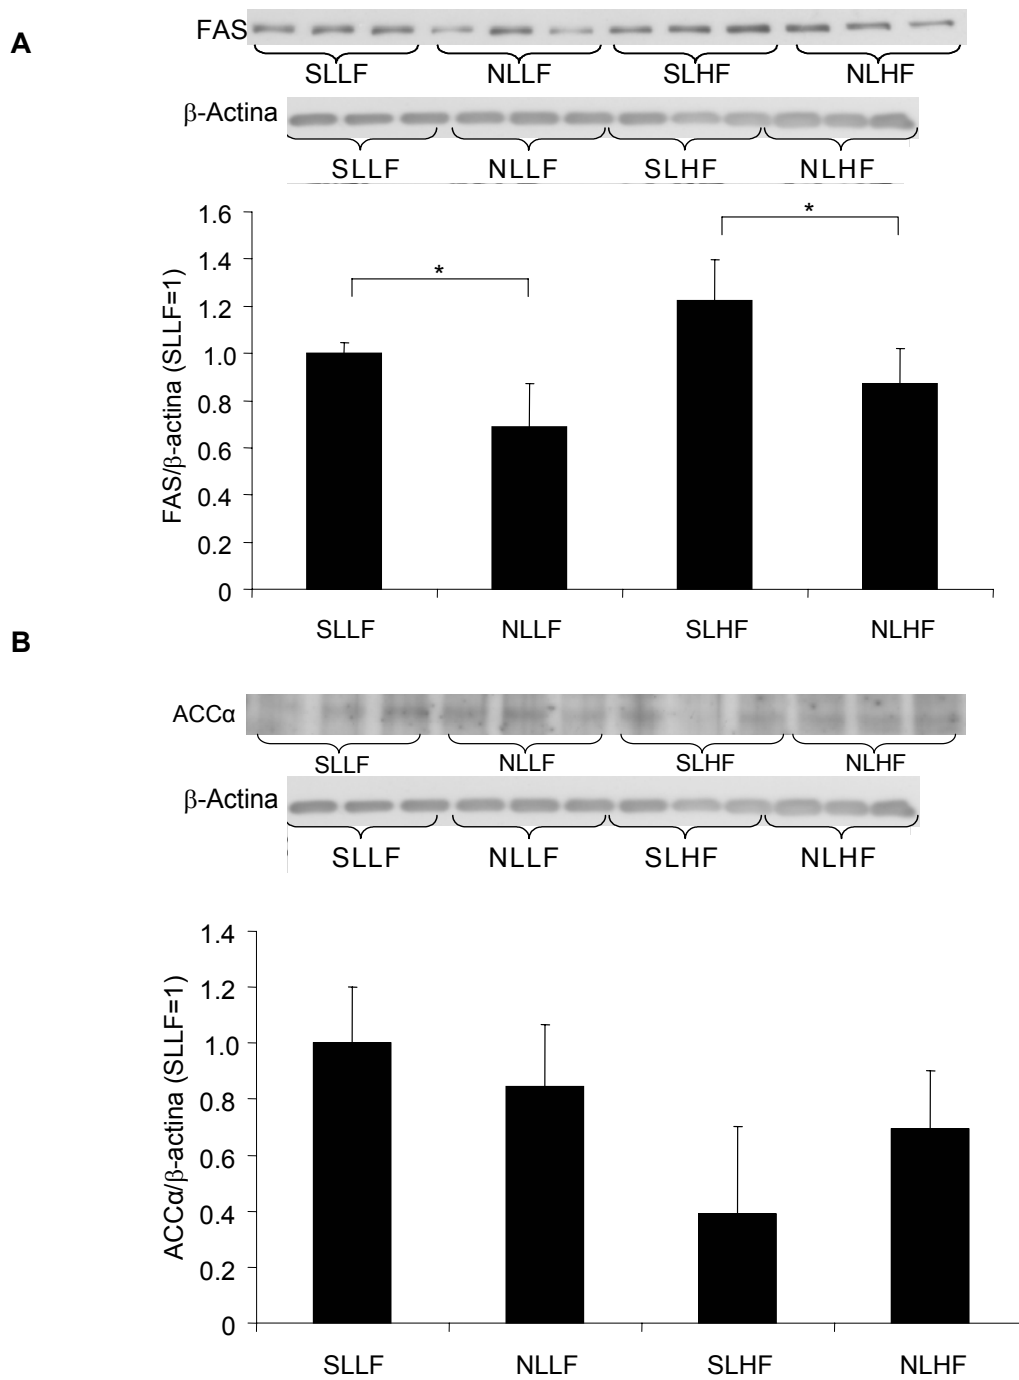 A
FAS
SLLF NLLF SLHF NLHF
β-Actina
SLLF NLLF SLHF NLHF
FAS/β-actina (SLLF=1)
1.6
1.4
1.2
1.0
0.8
0.6
0.4
0.2
0
*
*
SLLF NLLF SLHF NLHF
B
ACCα
SLLF NLLF SLHF NLHF
β-Actina
SLLF NLLF SLHF NLHF
ACCα/β-actina (SLLF=1)
1.4
1.2
1.0
0.8
0.6
0.4
0.2
0
SLLF NLLF SLHF NLHF